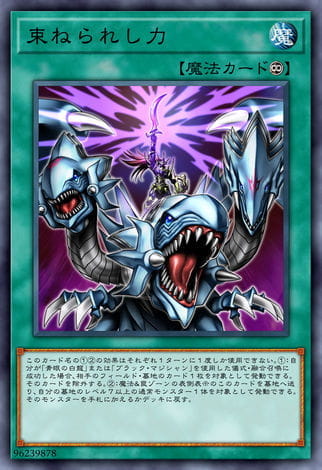 束ねられし力
魔
【魔法カード】
このカード名の①②の効果はそれぞれ1ターンに1度しか使用できない。①:自
分が「青眼の白龍」または「ブラック・マジシャン」を使用した儀式・融合召喚に
成功した場合、相手のフィールド・墓地のカード1枚を対象として発動できる。
そのカードを除外する。②:魔法&罠ゾーンの表側表示のこのカードを墓地へ送
り、自分の墓地のレベル7以上の通常モンスター1体を対象として発動できる。
そのモンスターを手札に加えるかデッキに戻す。
96239878